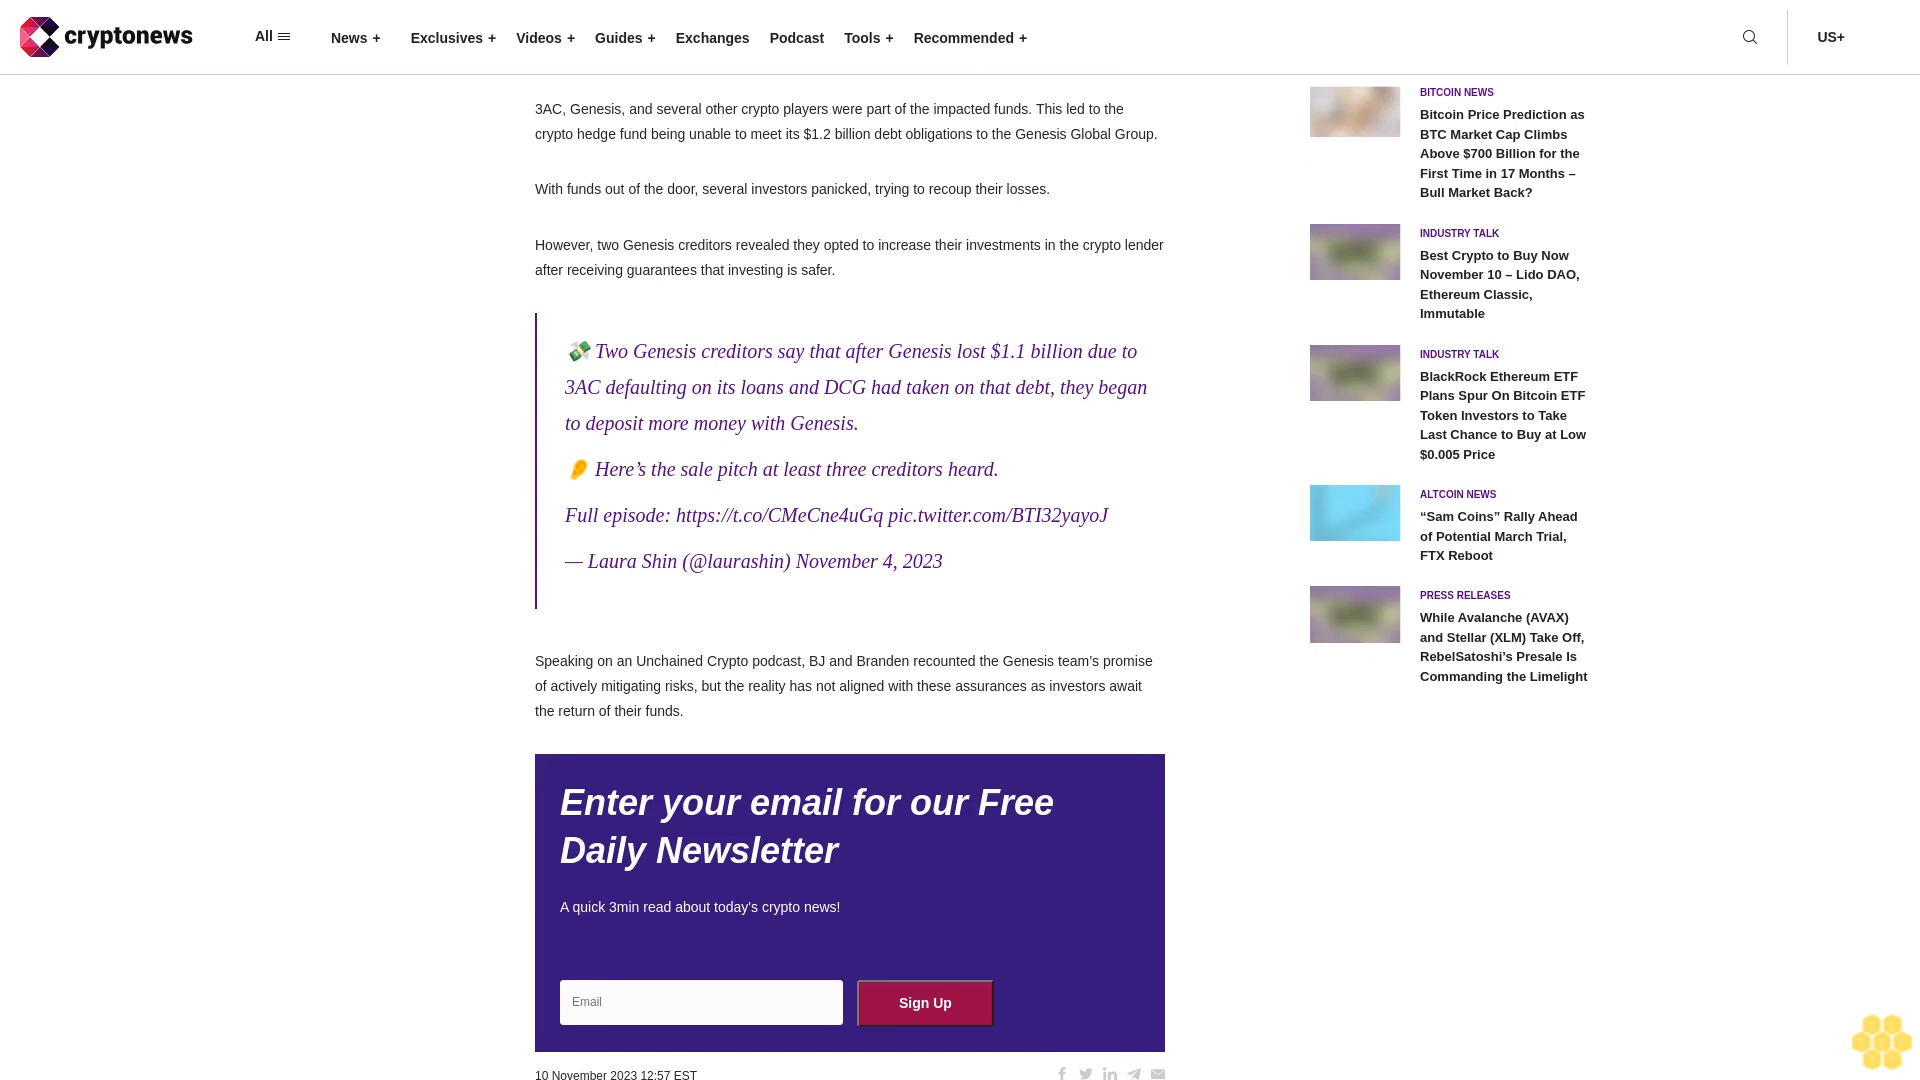 cryptonews
All
News +
Exclusives +
Videos +
Guides +
Exchanges
Podcast
Tools +
Recommended +
US+
3AC, Genesis, and several other crypto players were part of the impacted funds. This led to the
crypto hedge fund being unable to meet its $1.2 billion debt obligations to the Genesis Global Group.
With funds out of the door, several investors panicked, trying to recoup their losses.
However, two Genesis creditors revealed they opted to increase their investments in the crypto lender
after receiving guarantees that investing is safer.
💸 Two Genesis creditors say that after Genesis lost $1.1 billion due to
3AC defaulting on its loans and DCG had taken on that debt, they began
to deposit more money with Genesis.
👂 Here’s the sale pitch at least three creditors heard.
Full episode: https://t.co/CMeCne4uGq pic.twitter.com/BTI32yayoJ
— Laura Shin (@laurashin) November 4, 2023
Speaking on an Unchained Crypto podcast, BJ and Branden recounted the Genesis team’s promise
of actively mitigating risks, but the reality has not aligned with these assurances as investors await
the return of their funds.
Enter your email for our Free
Daily Newsletter
A quick 3min read about today's crypto news!
Email
Sign Up
10 November 2023 12:57 EST
BITCOIN NEWS
Bitcoin Price Prediction as
BTC Market Cap Climbs
Above $700 Billion for the
First Time in 17 Months –
Bull Market Back?
INDUSTRY TALK
Best Crypto to Buy Now
November 10 – Lido DAO,
Ethereum Classic,
Immutable
INDUSTRY TALK
BlackRock Ethereum ETF
Plans Spur On Bitcoin ETF
Token Investors to Take
Last Chance to Buy at Low
$0.005 Price
ALTCOIN NEWS
“Sam Coins” Rally Ahead
of Potential March Trial,
FTX Reboot
PRESS RELEASES
While Avalanche (AVAX)
and Stellar (XLM) Take Off,
RebelSatoshi’s Presale Is
Commanding the Limelight